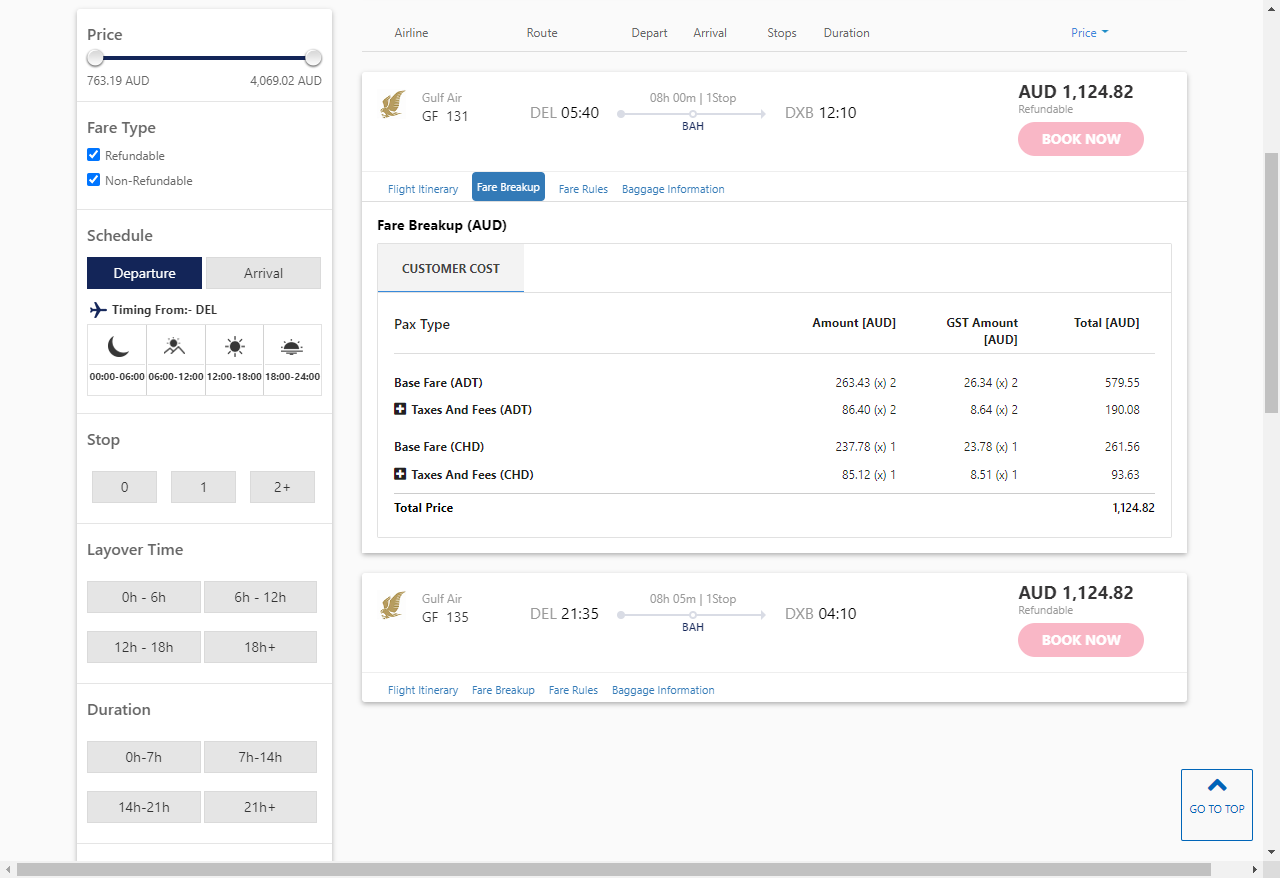 Price
763.19 AUD 4,069.02 AUD
Fare Type
Refundable
Non-Refundable
Schedule
Departure Arrival
Timing From:- DEL
00:00-06:00 06:00-12:00 12:00-18:00 18:00-24:00
Stop
0 1 2+
Layover Time
0h - 6h 6h - 12h
12h - 18h 18h+
Duration
0h-7h 7h-14h
14h-21h 21h+
Airline Route Depart Arrival Stops Duration Price
Gulf Air
GF 131
DEL 05:40
08h 00m | 1Stop
BAH
DXB 12:10
AUD 1,124.82
Refundable
BOOK NOW
Flight Itinerary Fare Breakup Fare Rules Baggage Information
Fare Breakup (AUD)
CUSTOMER COST
Pax Type Amount [AUD] GST Amount [AUD] Total [AUD]
Base Fare (ADT) 263.43 (x) 2 26.34 (x) 2 579.55
Taxes And Fees (ADT) 86.40 (x) 2 8.64 (x) 2 190.08
Base Fare (CHD) 237.78 (x) 1 23.78 (x) 1 261.56
Taxes And Fees (CHD) 85.12 (x) 1 8.51 (x) 1 93.63
Total Price 1,124.82
Gulf Air
GF 135
DEL 21:35
08h 05m | 1Stop
BAH
DXB 04:10
AUD 1,124.82
Refundable
BOOK NOW
Flight Itinerary Fare Breakup Fare Rules Baggage Information
GO TO TOP